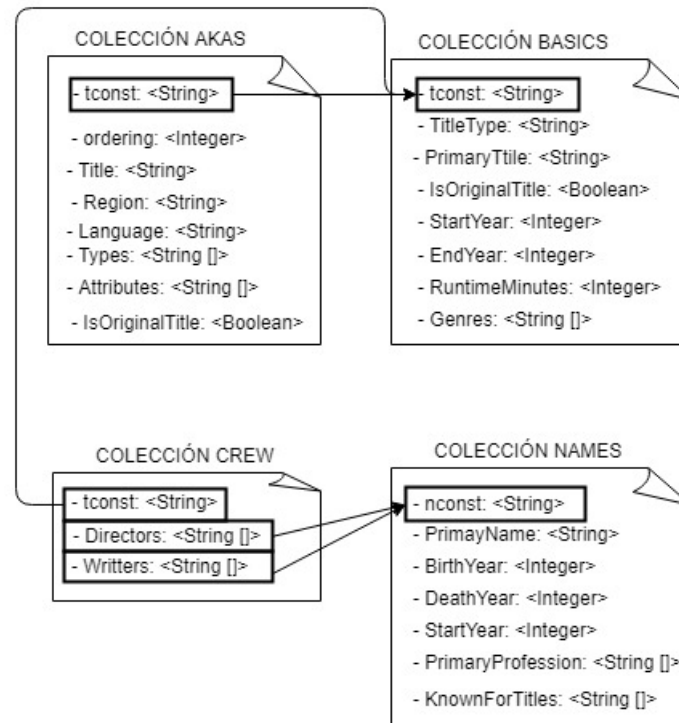 COLECCIÓN AKAS
- tconst: <String>
- ordering: <Integer>
- Title: <String>
- Region: <String>
- Language: <String>
- Types: <String []>
- Attributes: <String []>
- IsOriginalTitle: <Boolean>
COLECCIÓN BASICS
- tconst: <String>
- TitleType: <String>
- PrimaryTtile: <String>
- IsOriginalTitle: <Boolean>
- StartYear: <Integer>
- EndYear: <Integer>
- RuntimeMinutes: <Integer>
- Genres: <String []>
COLECCIÓN CREW
- tconst: <String>
- Directors: <String []>
- Writters: <String []>
COLECCIÓN NAMES
- nconst: <String>
- PrimayName: <String>
- BirthYear: <Integer>
- DeathYear: <Integer>
- StartYear: <Integer>
- PrimaryProfession: <String []>
- KnownForTitles: <String []>